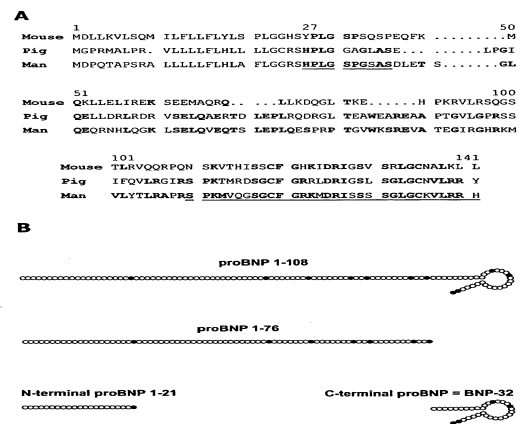 A
1 27 50
Mouse MDLLKVLSQM ILFLLFLYLS PLGGHSYPLG SPSQSPEQFK .........M
Pig MGPRMALPR. VLLLLFLHLL LLGCRSHPLG GAGLASE... ......LPGI
Man MDPQTAPSRA LLLLLFLHLA FLGGRSHPLG SPGSASDLET S.......GL
51 100
Mouse QKLLELIREK SEEMAQRQ.. ..LLKDQGL TKE.....H PKRVLRSQGS
Pig QELLDRLRDR VSELQAERTD LEPLRQDRGL TEAWEAREAA PTGVLGPRSS
Man QEQRNHLQGK LSELQVEQTS LEPLQESPRP TGVWKSREVA TEGIRGHRKM
101 141
Mouse TLRVQQRPQN SKVTHISSCF GHKIDRIGSV SRLGCNALKL L
Pig IFQVLRGIRS PKTMRDSGCF GRRLDRIGSL SGLGCNVLRR Y
Man VLYTLRAPRS PKMVQGSGCF GRKMDRISSS SGLGCKVLRR H
B
proBNP 1-108
proBNP 1-76
N-terminal proBNP 1-21 C-terminal proBNP = BNP-32